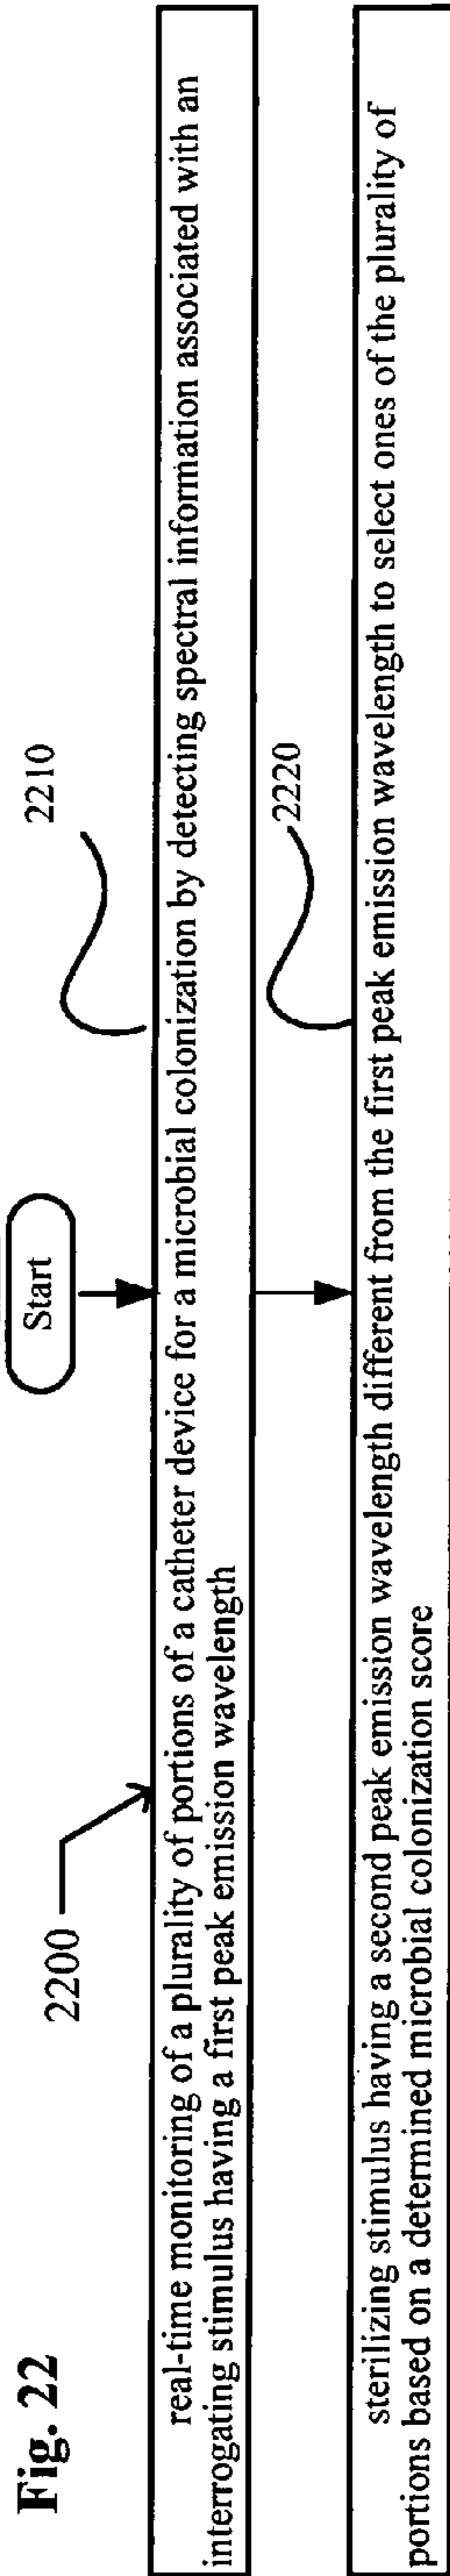 Fig. 22
2200
Start
2210
real-time monitoring of a plurality of portions of a catheter device for a microbial colonization by detecting spectral information associated with an
interrogating stimulus having a first peak emission wavelength
2220
sterilizing stimulus having a second peak emission wavelength different from the first peak emission wavelength to select ones of the plurality of
portions based on a determined microbial colonization score